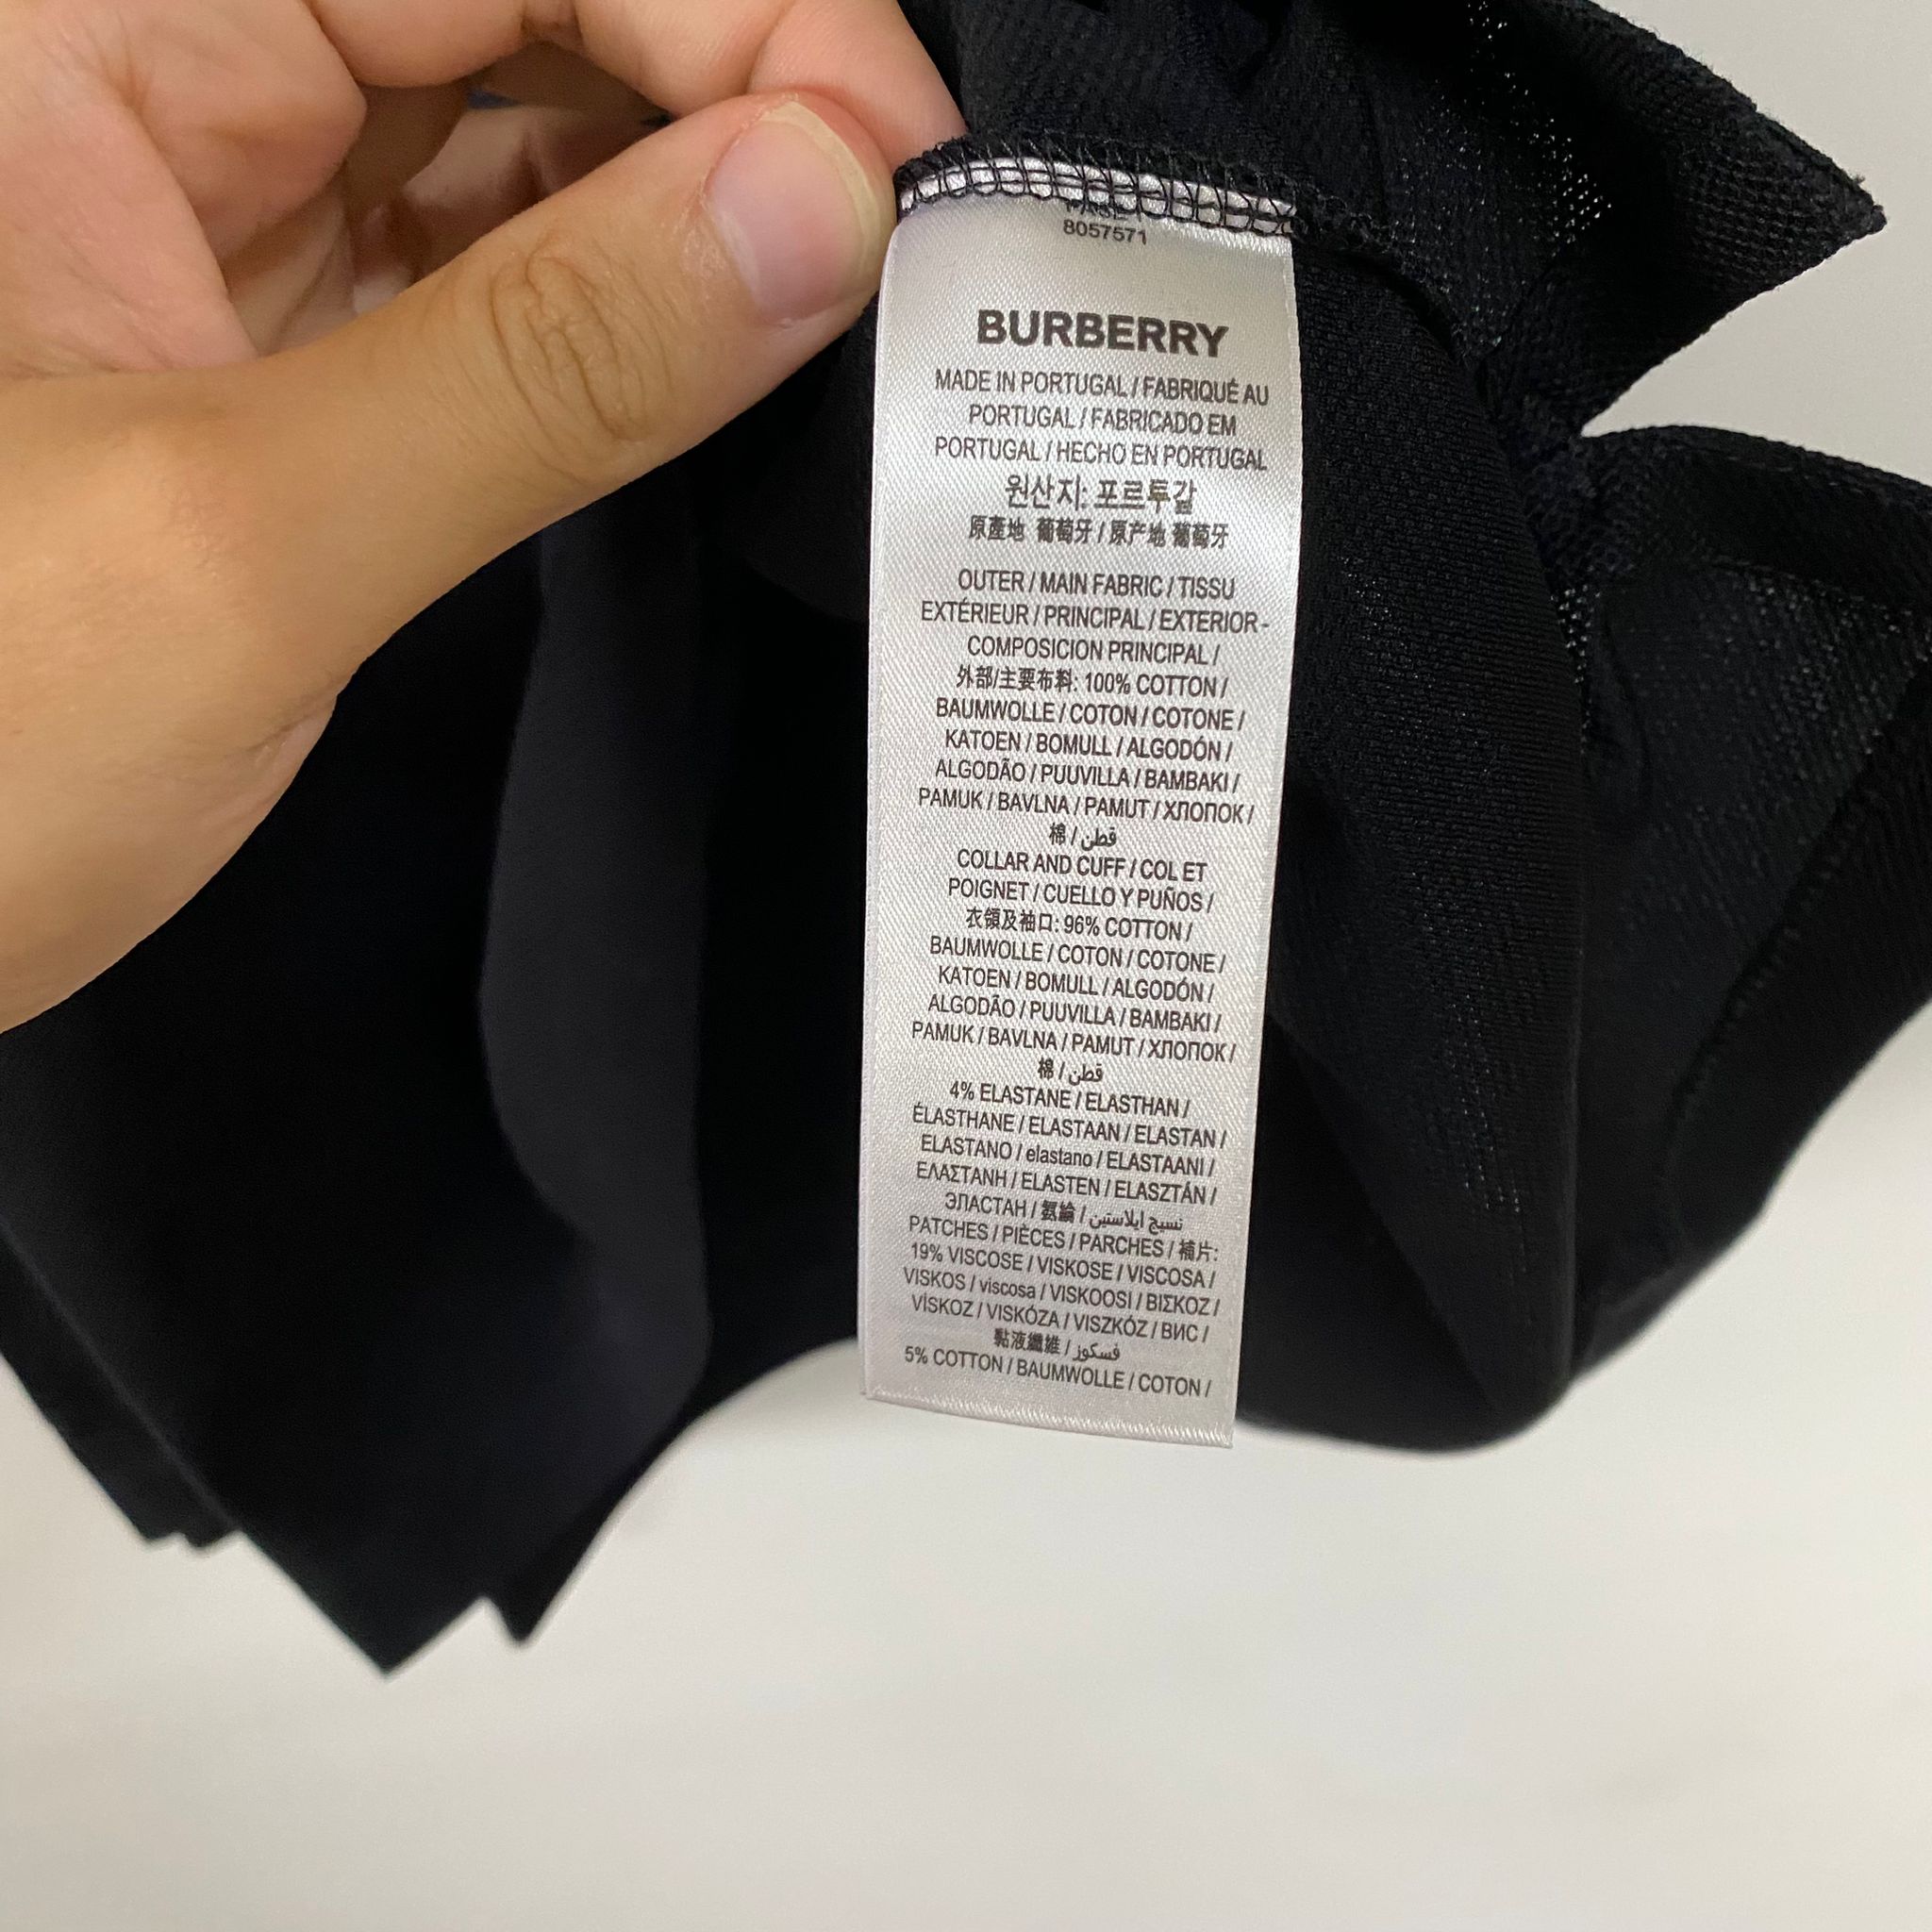 8057571
BURBERRY
MADE IN PORTUGAL / FABRIQUÉ AU
PORTUGAL / FABRICADO EM
PORTUGAL / HECHO EN PORTUGAL
원산지: 포르투갈
原產地 葡萄牙 / 原产地 葡萄牙
OUTER / MAIN FABRIC / TISSU
EXTÉRIEUR / PRINCIPAL / EXTERIOR -
COMPOSICION PRINCIPAL /
外部/主要布料: 100% COTTON /
BAUMWOLLE / COTON / COTONE /
KATOEN / BOMULL / ALGODÓN /
ALGODÃO / PUUVILLA / BAMBAKI /
PAMUK / BAVLNA / PAMUT / ХЛОПОК /
棉 / قطن
COLLAR AND CUFF / COL ET
POIGNET / CUELLO Y PUÑOS /
衣領及袖口: 96% COTTON /
BAUMWOLLE / COTON / COTONE /
KATOEN / BOMULL / ALGODÓN /
ALGODÃO / PUUVILLA / BAMBAKI /
PAMUK / BAVLNA / PAMUT / ХЛОПОК /
棉 / قطن
4% ELASTANE / ELASTHAN /
ÉLASTHANE / ELASTAAN / ELASTAN /
ELASTANO / elastano / ELASTAANI /
ΕΛΑΣΤΑΝΗ / ELASTEN / ELASZTÁN /
ЭЛАСТАН / 氨綸 / نسيج ايلاستين
PATCHES / PIÈCES / PARCHES / 補片:
19% VISCOSE / VISKOSE / VISCOSA /
VISKOS / viscosa / VISKOOSI / ΒΙΣΚΟΖ /
VİSKOZ / VISKÓZA / VISZKÓZ / ВИС /
黏液纖維 / فسكوز
5% COTTON / BAUMWOLLE / COTON /